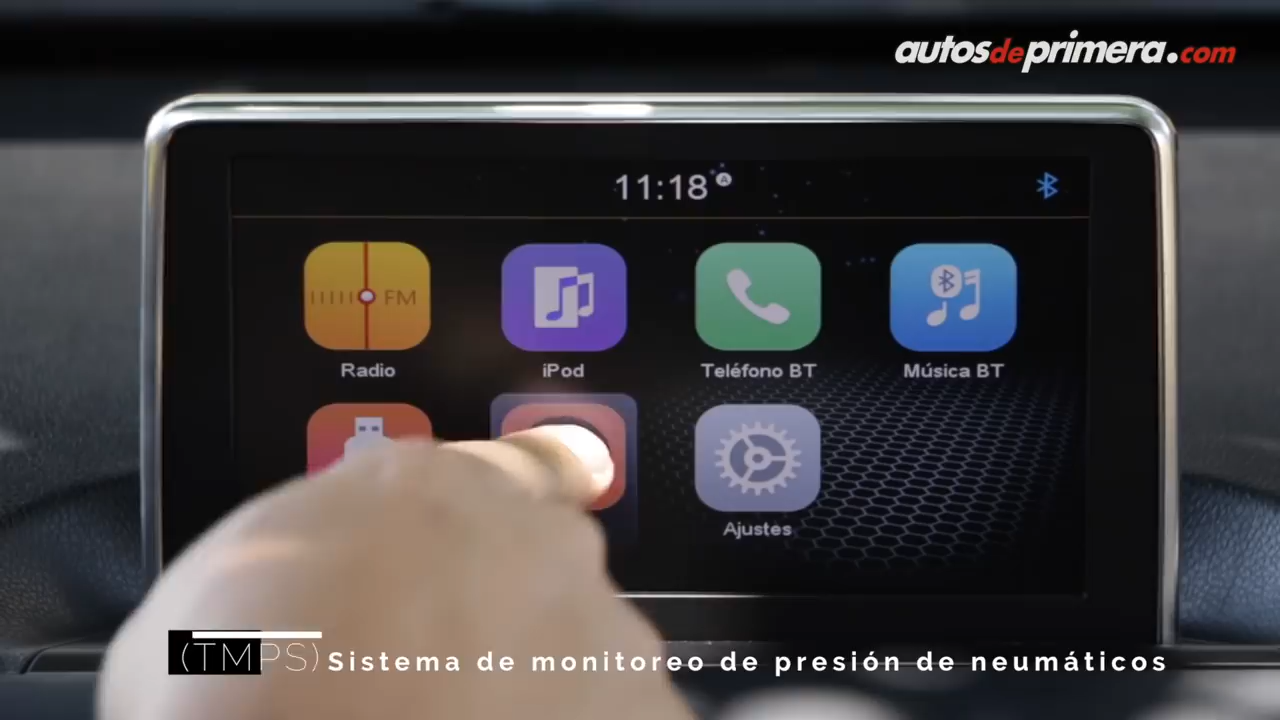 autosdeprimera.com
11:18 A
FM
Radio
iPod
Teléfono BT
Música BT
Ajustes
(TMPS) Sistema de monitoreo de presión de neumáticos